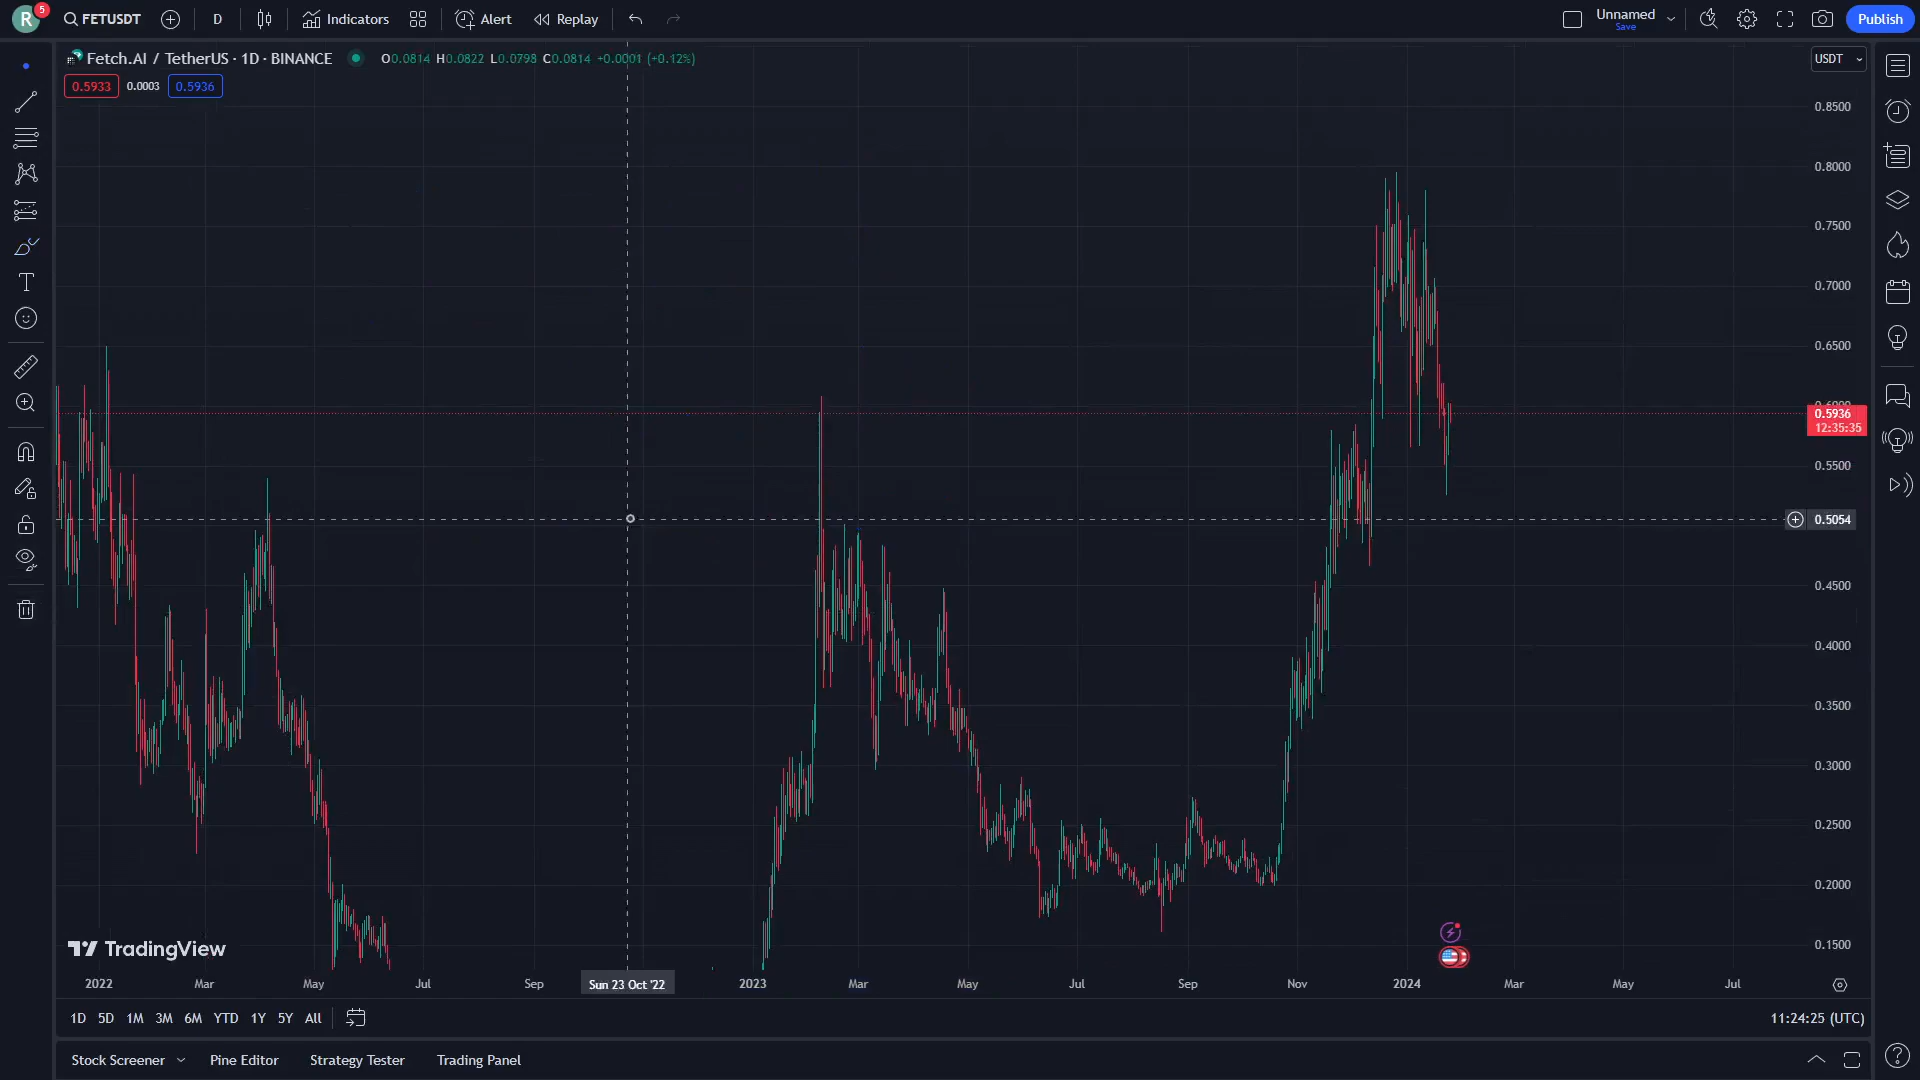 R 5 FETUSDT D Indicators Alert Replay Unnamed Save Publish
Fetch.AI / TetherUS · 1D · BINANCE O0.0814 H0.0822 L0.0798 C0.0814 +0.0001 (+0.12%) USDT
0.5933 0.0003 0.5936
0.8500
0.8000
0.7500
0.7000
0.6500
0.6000
0.5936
12:35:35
0.5500
0.5054
0.4500
0.4000
0.3500
0.3000
0.2500
0.2000
0.1500
TradingView
2022 Mar May Jul Sep Sun 23 Oct '22 2023 Mar May Jul Sep Nov 2024 Mar May Jul
1D 5D 1M 3M 6M YTD 1Y 5Y All 11:24:25 (UTC)
Stock Screener Pine Editor Strategy Tester Trading Panel